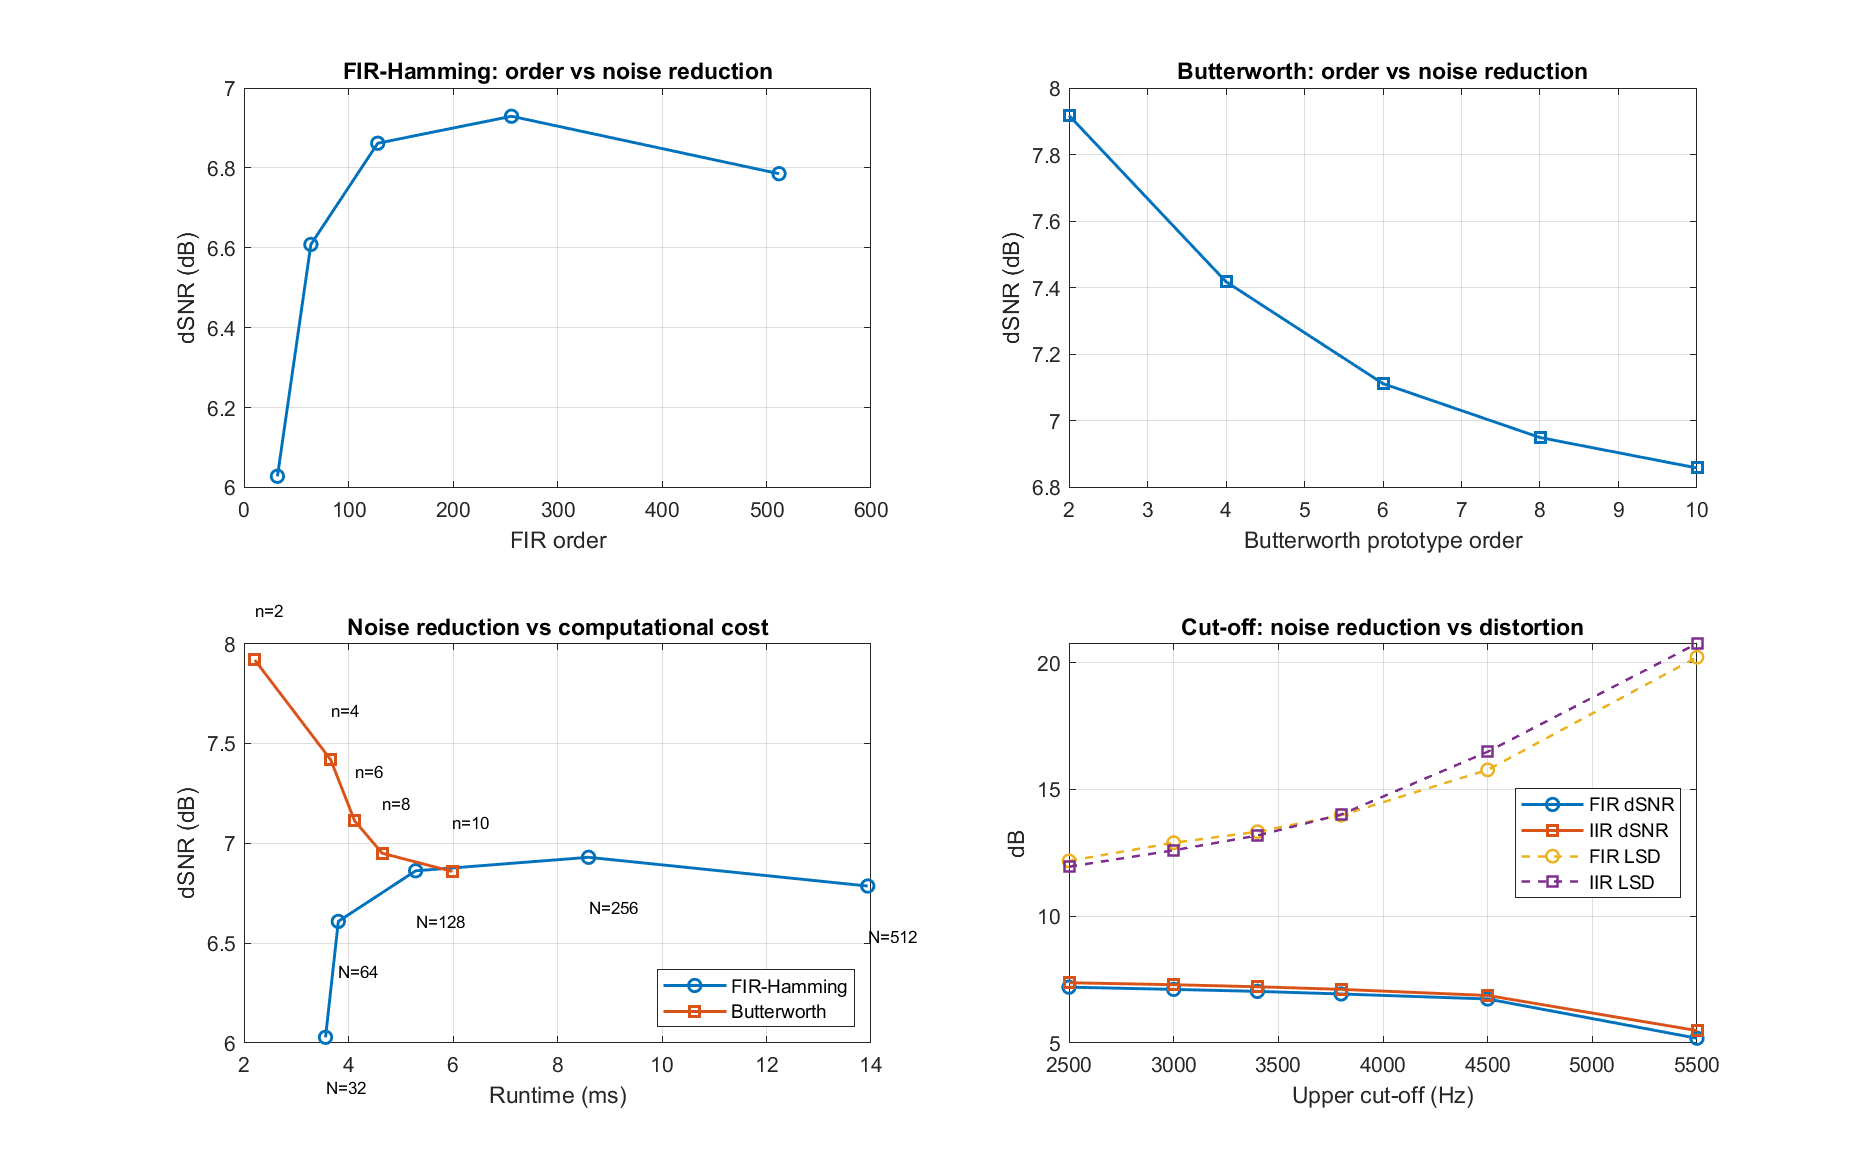 FIR-Hamming: order vs noise reduction
7
6.8
6.6
6.4
6.2
6
dSNR (dB)
0 100 200 300 400 500 600
FIR order
Butterworth: order vs noise reduction
8
7.8
7.6
7.4
7.2
7
6.8
dSNR (dB)
2 3 4 5 6 7 8 9 10
Butterworth prototype order
Noise reduction vs computational cost
8
7.5
7
6.5
6
dSNR (dB)
n=2
n=4
n=6
n=8
n=10
N=128
N=256
N=512
N=64
N=32
FIR-Hamming
Butterworth
2 4 6 8 10 12 14
Runtime (ms)
Cut-off: noise reduction vs distortion
20
15
10
5
dB
FIR dSNR
IIR dSNR
FIR LSD
IIR LSD
2500 3000 3500 4000 4500 5000 5500
Upper cut-off (Hz)